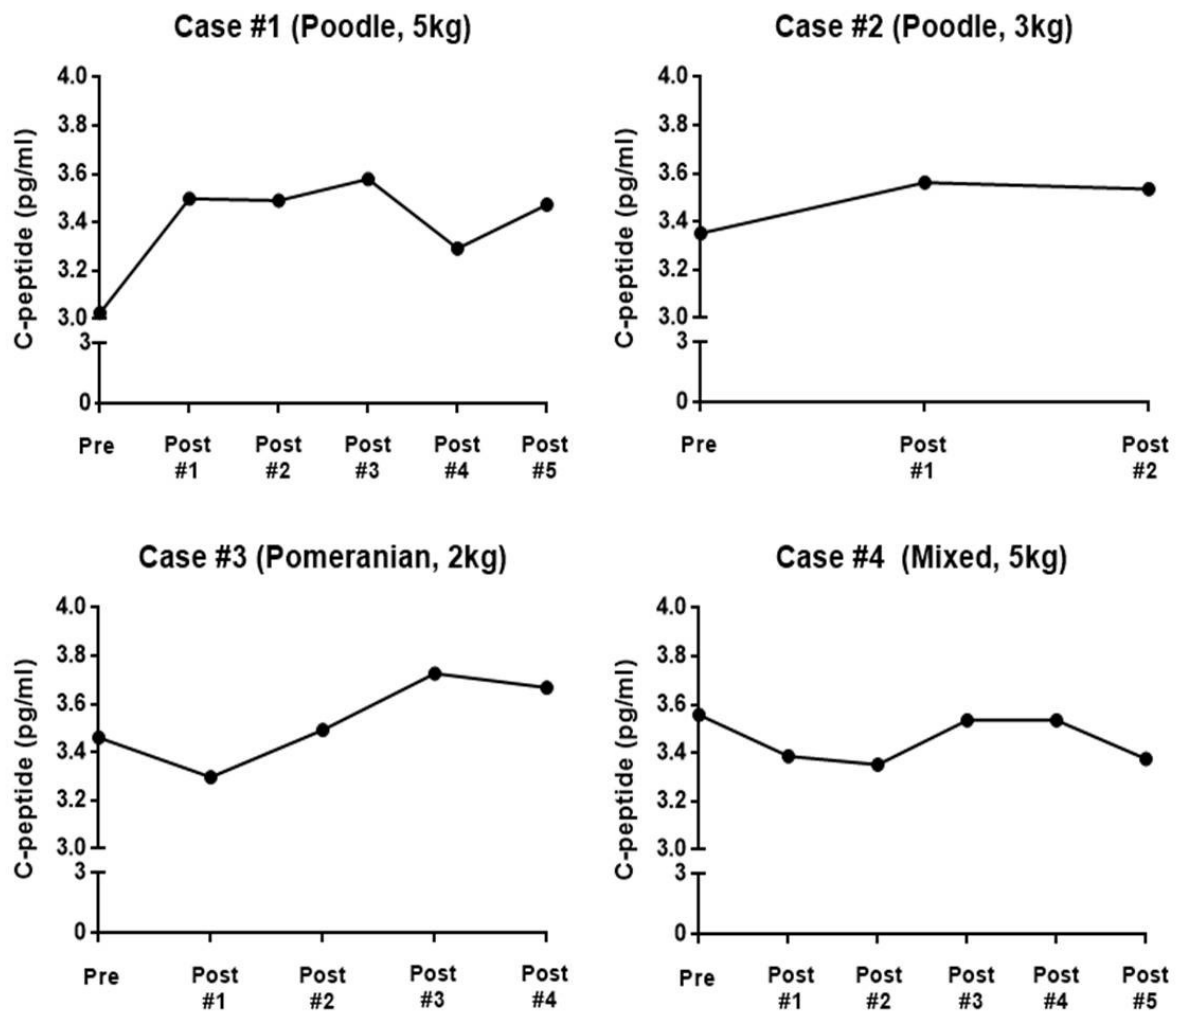 Case #1 (Poodle, 5kg)
C-peptide (pg/ml)
4.0
3.8
3.6
3.4
3.2
3.0
3
0
Pre Post #1 Post #2 Post #3 Post #4 Post #5
Case #2 (Poodle, 3kg)
C-peptide (pg/ml)
4.0
3.8
3.6
3.4
3.2
3.0
3
0
Pre Post #1 Post #2
Case #3 (Pomeranian, 2kg)
C-peptide (pg/ml)
4.0
3.8
3.6
3.4
3.2
3.0
3
0
Pre Post #1 Post #2 Post #3 Post #4
Case #4 (Mixed, 5kg)
C-peptide (pg/ml)
4.0
3.8
3.6
3.4
3.2
3.0
3
0
Pre Post #1 Post #2 Post #3 Post #4 Post #5